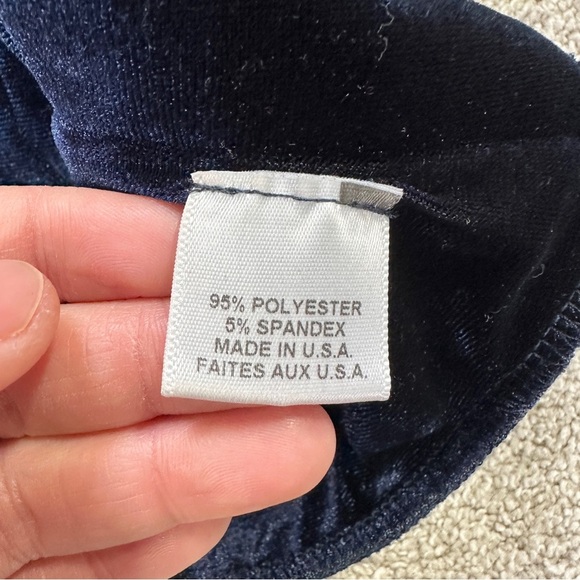 95% POLYESTER
5% SPANDEX
MADE IN U.S.A.
FAITES AUX U.S.A.